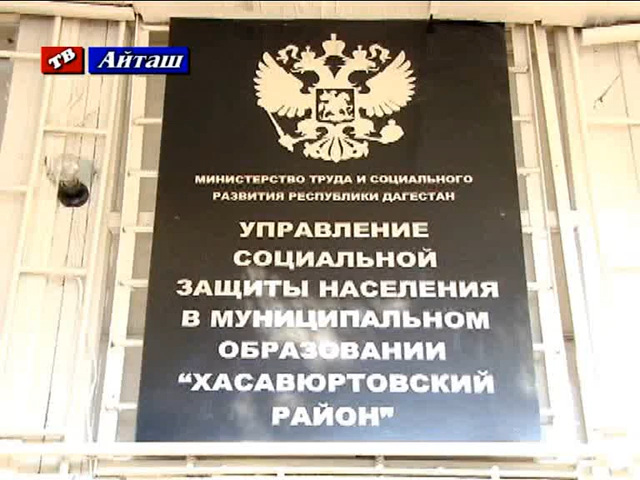 ТВ Айташ
МИНИСТЕРСТВО ТРУДА И СОЦИАЛЬНОГО
РАЗВИТИЯ РЕСПУБЛИКИ ДАГЕСТАН
УПРАВЛЕНИЕ
СОЦИАЛЬНОЙ
ЗАЩИТЫ НАСЕЛЕНИЯ
В МУНИЦИПАЛЬНОМ
ОБРАЗОВАНИИ
“ХАСАВЮРТОВСКИЙ
РАЙОН”